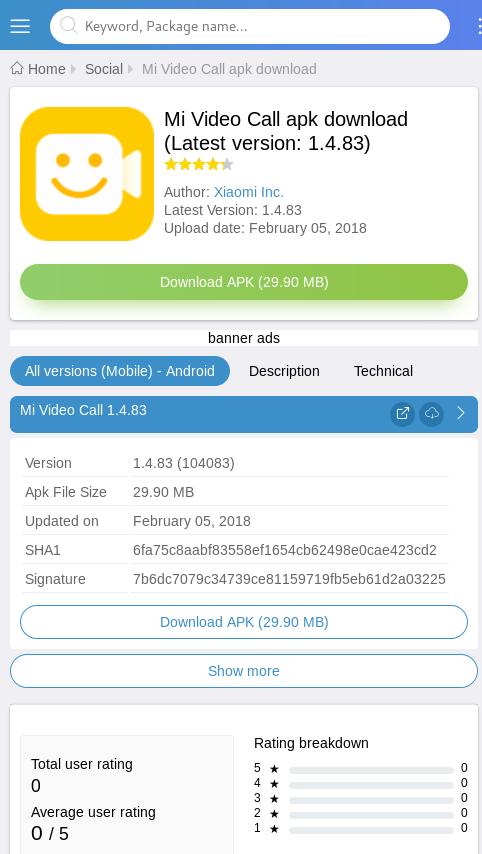 Keyword, Package name...
Home Social Mi Video Call apk download
Mi Video Call apk download
(Latest version: 1.4.83)
Author: Xiaomi Inc.
Latest Version: 1.4.83
Upload date: February 05, 2018
Download APK (29.90 MB)
banner ads
All versions (Mobile) - Android Description Technical
Mi Video Call 1.4.83
Version 1.4.83 (104083)
Apk File Size 29.90 MB
Updated on February 05, 2018
SHA1 6fa75c8aabf83558ef1654cb62498e0cae423cd2
Signature 7b6dc7079c34739ce81159719fb5eb61d2a03225
Download APK (29.90 MB)
Show more
Total user rating
0
Average user rating
0 / 5
Rating breakdown
5 ★ 0
4 ★ 0
3 ★ 0
2 ★ 0
1 ★ 0